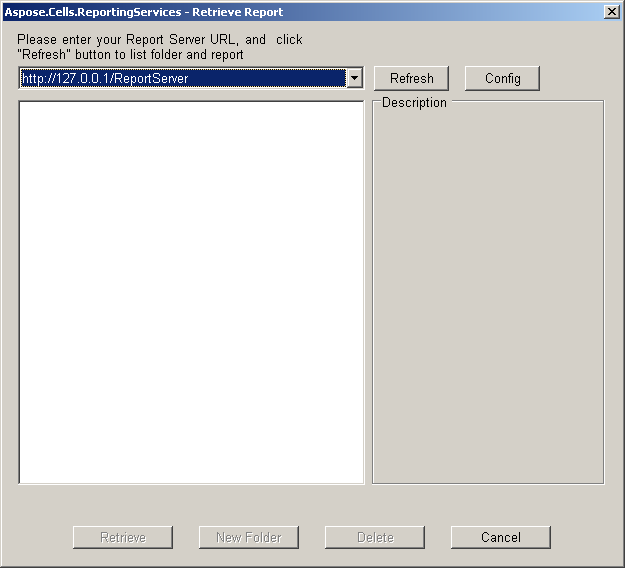 Aspose.Cells.ReportingServices - Retrieve Report
Please enter your Report Server URL, and click
"Refresh" button to list folder and report
http://127.0.0.1/ReportServer
Refresh
Config
Description
Retrieve
New Folder
Delete
Cancel